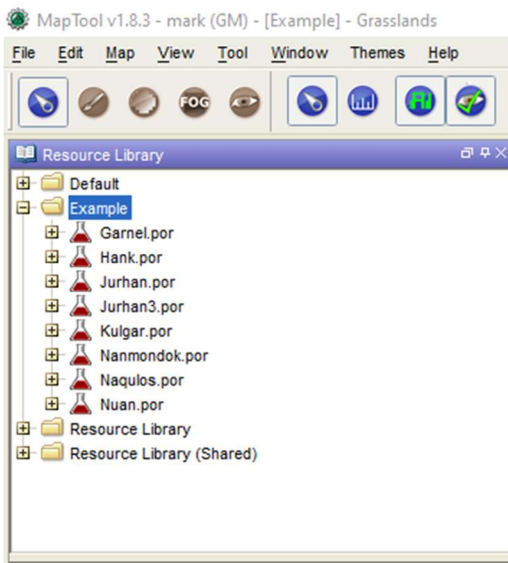 MapTool v1.8.3 - mark (GM) - [Example] - Grasslands
File Edit Map View Tool Window Themes Help
FOG
Resource Library
Default
Example
Garnel.por
Hank.por
Jurhan.por
Jurhan3.por
Kulgar.por
Nanmondok.por
Naqulos.por
Nuan.por
Resource Library
Resource Library (Shared)